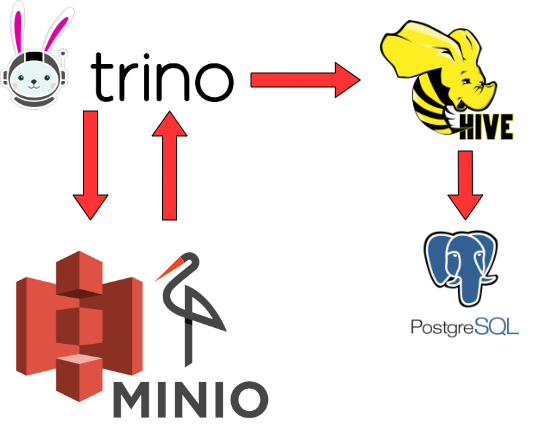 trino
HIVE
PostgreSQL
MINIO